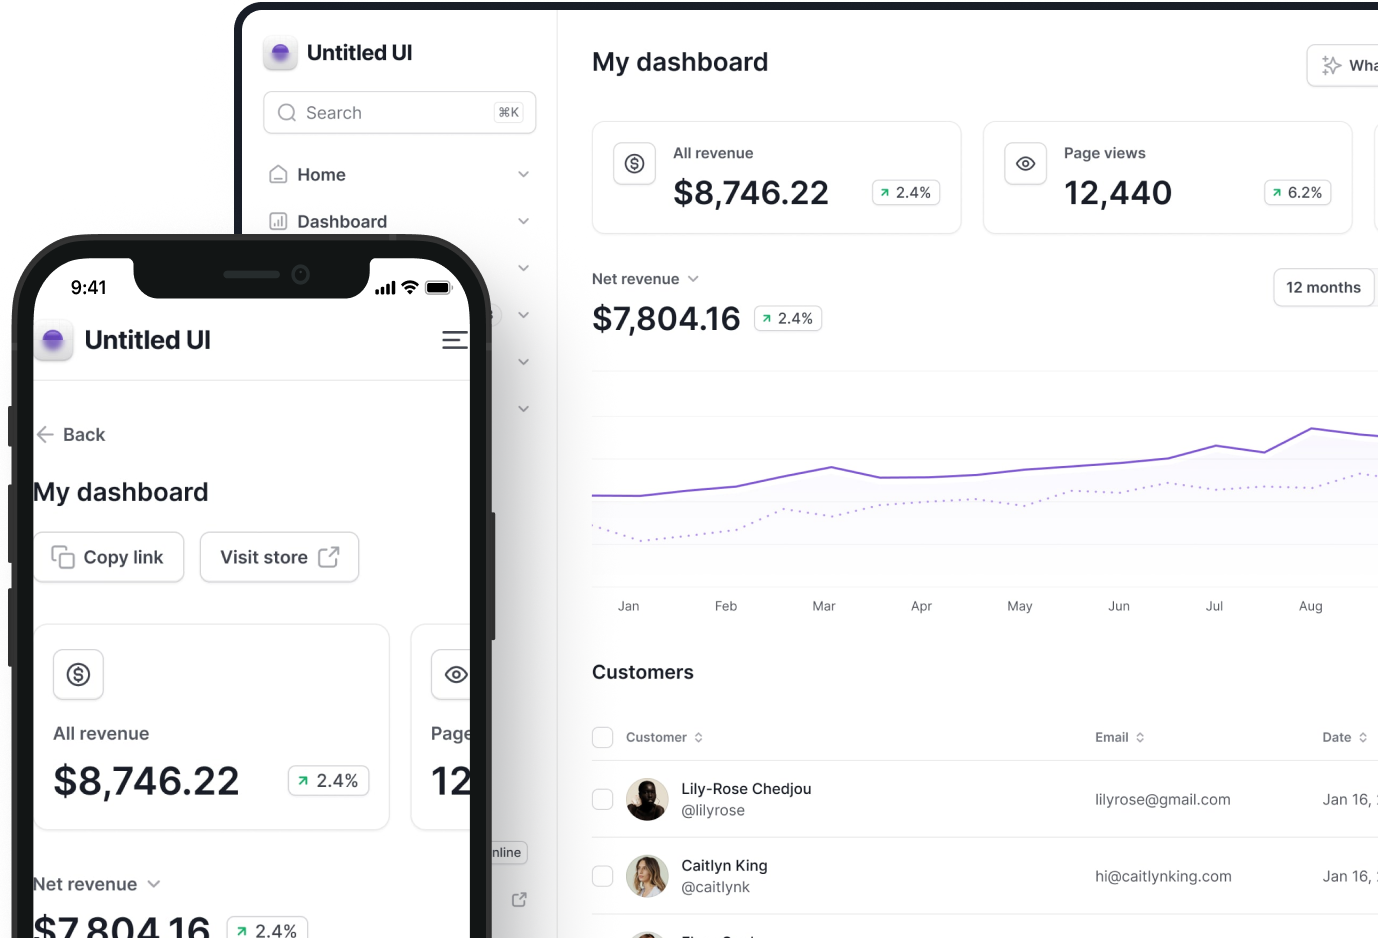 Untitled UI
Search
⌘K
Home
Dashboard
My dashboard
All revenue
$8,746.22
2.4%
Page views
12,440
6.2%
Net revenue
$7,804.16
2.4%
12 months
Jan Feb Mar Apr May Jun Jul Aug
Customers
Customer Email Date
Lily-Rose Chedjou
@lilyrose
lilyrose@gmail.com
Jan 16,
Caitlyn King
@caitlynk
hi@caitlynking.com
Jan 16,
9:41
Untitled UI
Back
My dashboard
Copy link
Visit store
All revenue
$8,746.22
2.4%
Page
12
Net revenue
$7,804.16
2.4%